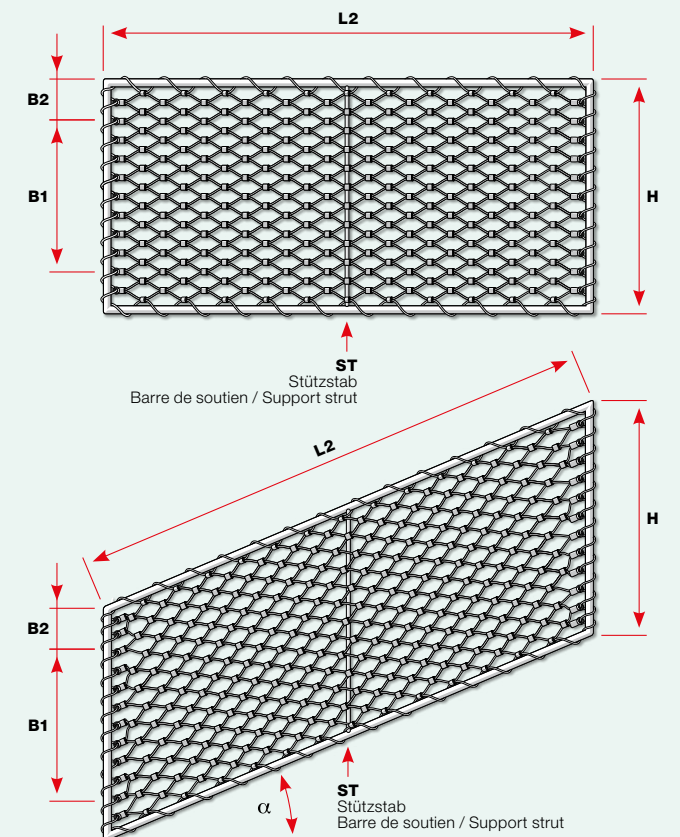 L2
B2
B1
H
ST
Stützstab
Barre de soutien / Support strut
L2
H
B2
B1
α
ST
Stützstab
Barre de soutien / Support strut